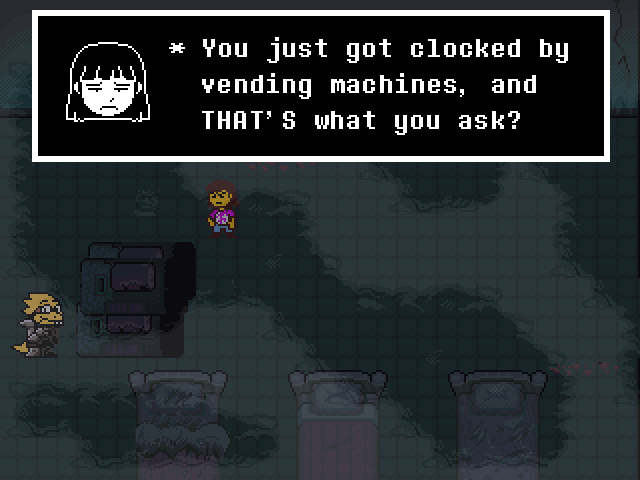 * You just got clocked by
vending machines, and
THAT'S what you ask?